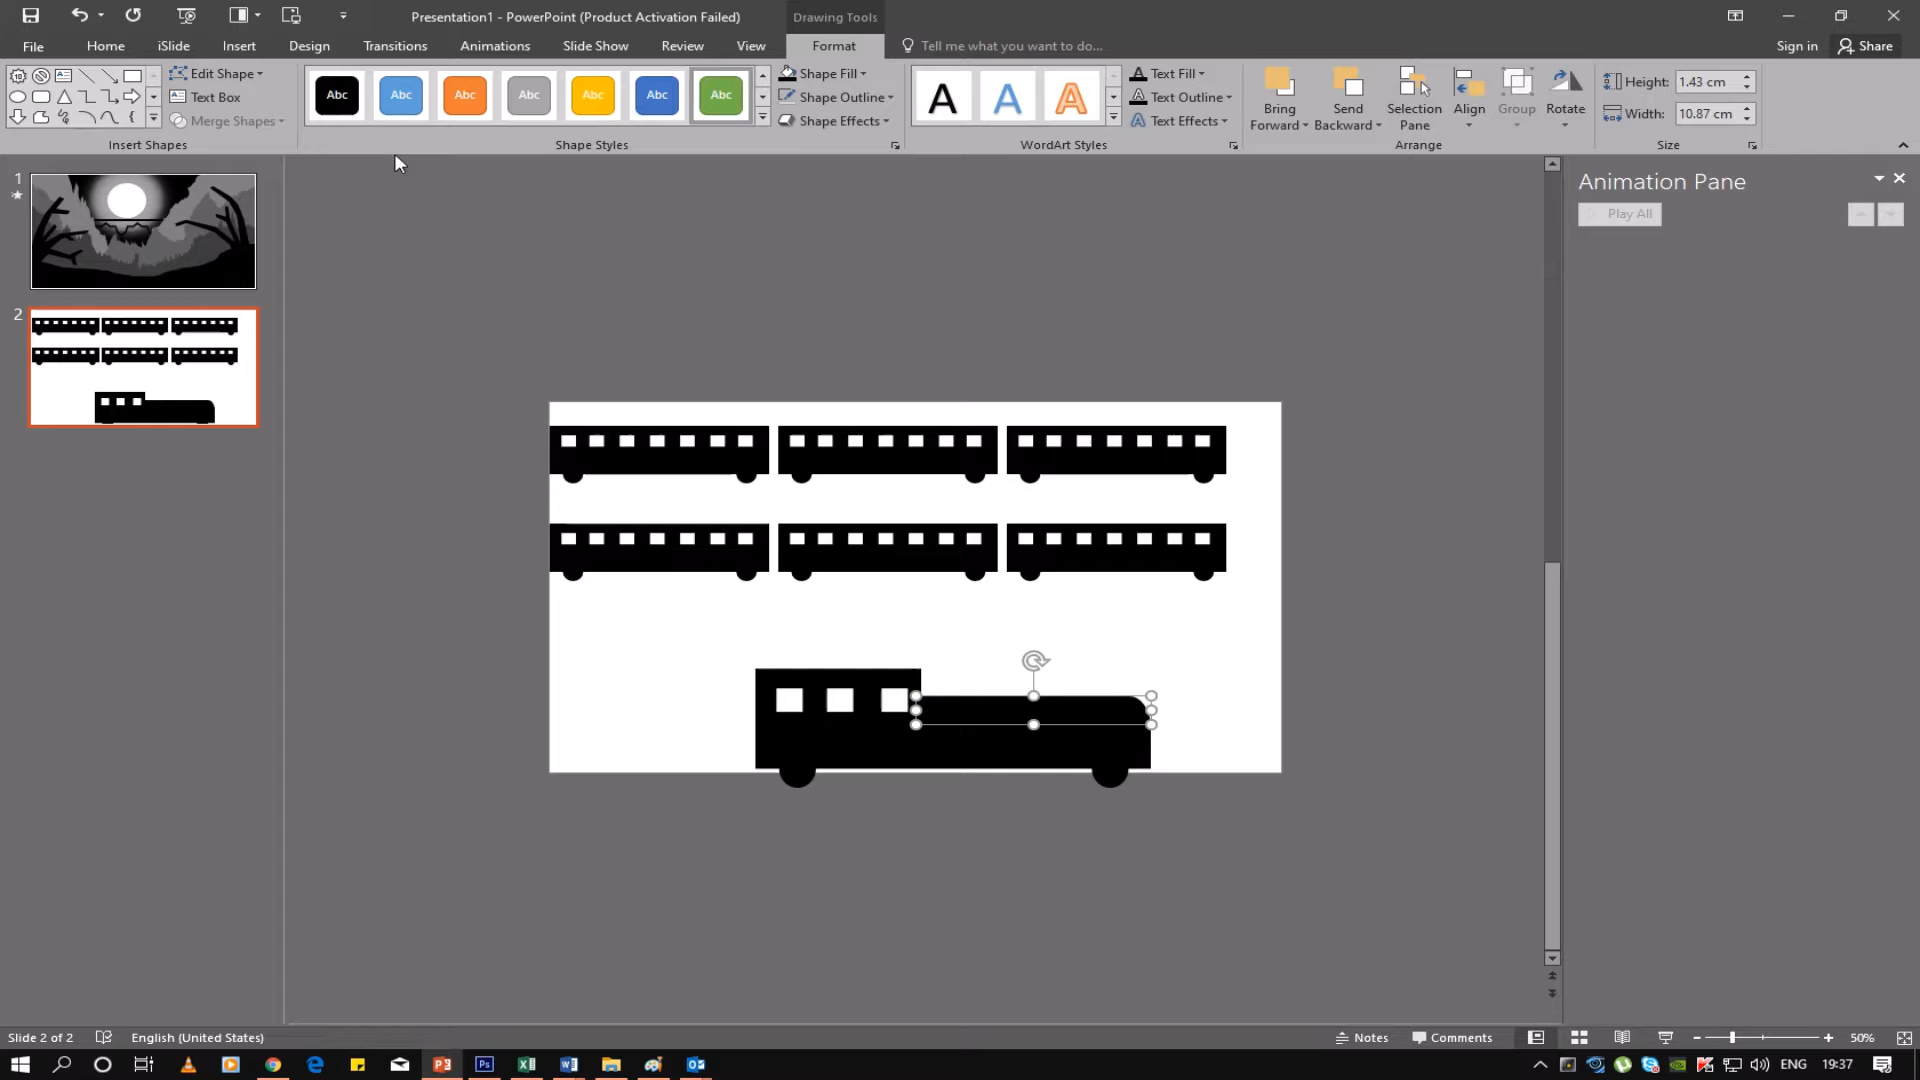 Presentation1 - PowerPoint (Product Activation Failed)
Drawing Tools
File
Home
iSlide
Insert
Design
Transitions
Animations
Slide Show
Review
View
Format
Tell me what you want to do...
Sign in
Share
Edit Shape
Text Box
Merge Shapes
Insert Shapes
Abc
Abc
Abc
Abc
Abc
Abc
Abc
Shape Fill
Shape Outline
Shape Effects
Shape Styles
A
A
A
Text Fill
Text Outline
Text Effects
WordArt Styles
Bring Forward
Send Backward
Selection Pane
Align
Group
Rotate
Arrange
Height: 1.43 cm
Width: 10.87 cm
Size
1
2
Animation Pane
Play All
Slide 2 of 2
English (United States)
Notes
Comments
50%
ENG
19:37